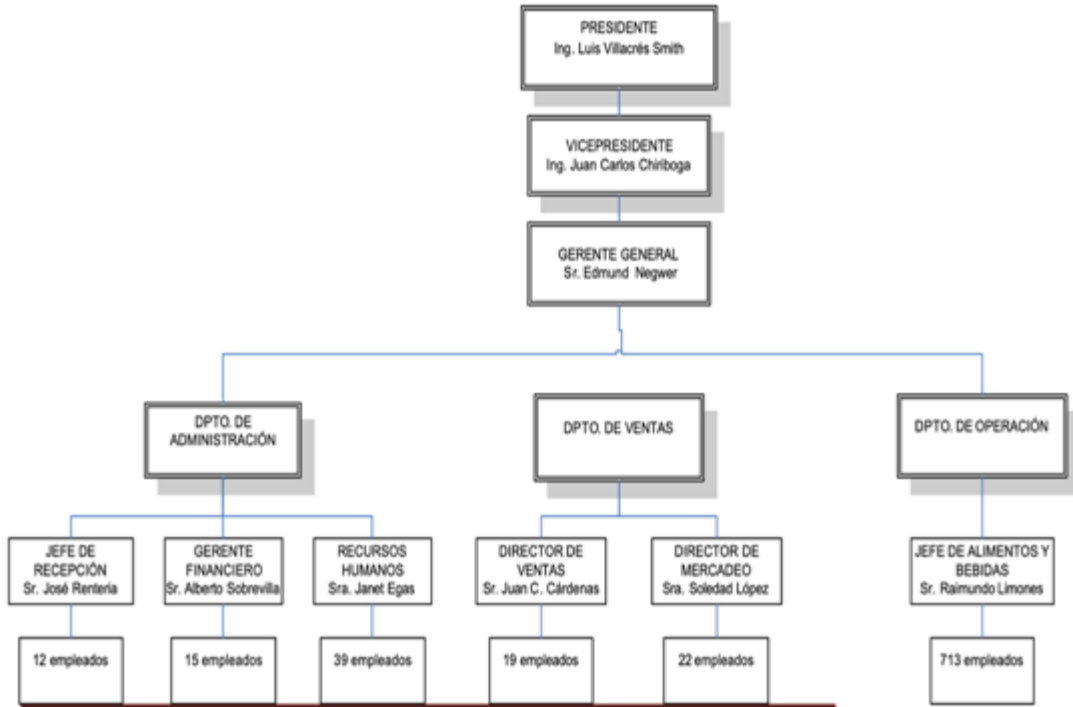 PRESIDENTE
Ing. Luis Villacrés Smith
VICEPRESIDENTE
Ing. Juan Carlos Chiriboga
GERENTE GENERAL
Sr. Edmund Negwer
DPTO. DE
ADMINISTRACIÓN
DPTO. DE VENTAS
DPTO. DE OPERACIÓN
JEFE DE
RECEPCIÓN
Sr. José Rentería
GERENTE
FINANCIERO
Sr. Alberto Sobrevilla
RECURSOS
HUMANOS
Sra. Janet Egas
DIRECTOR DE
VENTAS
Sr. Juan C. Cárdenas
DIRECTOR DE
MERCADEO
Sra. Soledad López
JEFE DE ALIMENTOS Y
BEBIDAS
Sr. Raimundo Limones
12 empleados
15 empleados
39 empleados
19 empleados
22 empleados
713 empleados